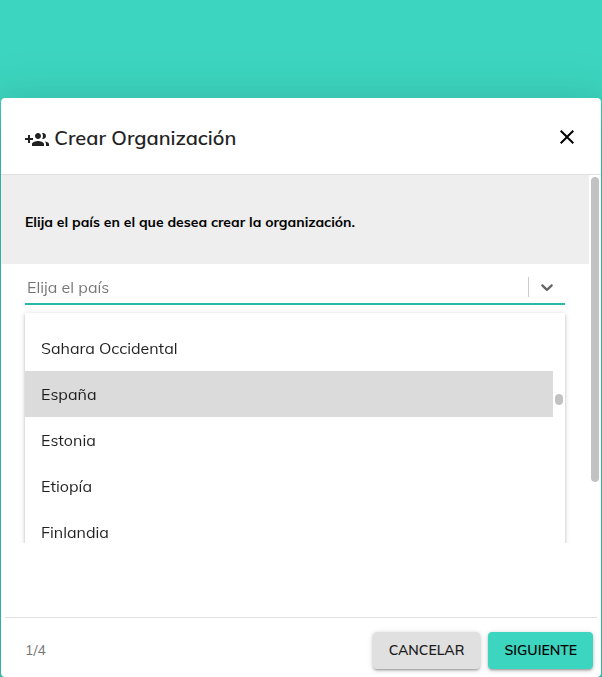 Crear Organización
Elija el país en el que desea crear la organización.
Elija el país
Sahara Occidental
España
Estonia
Etiopía
Finlandia
1/4
CANCELAR
SIGUIENTE